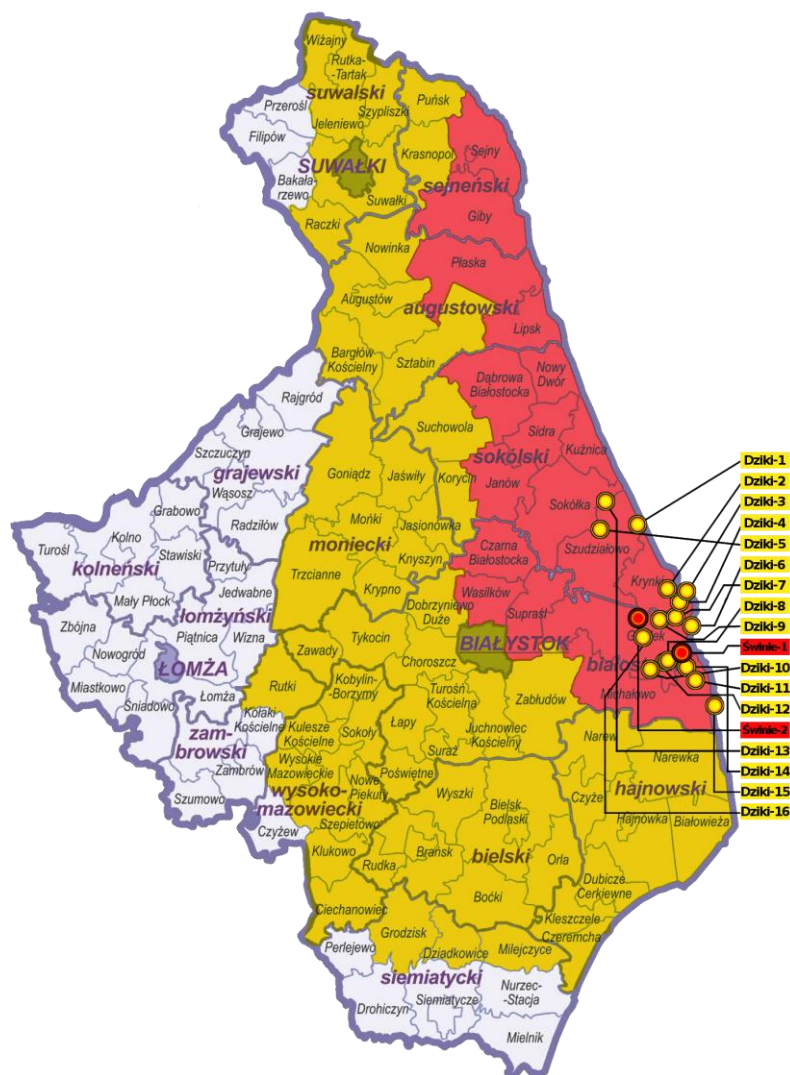 Wiżajny
Rutka-
-Tartak
suwalski
Puńsk
Przerośl
Szypliszki
Jeleniewo
Filipów
Krasnopol
Sejny
SUWAŁKI
Bakała-
rzewo
sejneński
Suwałki
Giby
Raczki
Nowinka
Płaska
Augustów
augustowski
Lipsk
Bargłów
Kościelny
Sztabin
Nowy
Dwór
Dąbrowa
Białostocka
Rajgród
Suchowola
Sidra
Grajewo
Kuźnica
Szczuczyn
sokólski
grajewski
Goniądz
Jaświły
Korycin
Janów
Sokółka
Wąsosz
Grabowo
Mońki
Radziłów
Jasionówka
Szudziałowo
Kolno
Czarna
Białostocka
Turośl
Stawiski
moniecki
Knyszyn
kolneński
Przytuły
Trzcianne
Krypno
Wasilków
Krynki
Jedwabne
Mały Płock
łomżyński
Dobrzyniewo
Duże
Supraśl
Zbójna
Piątnica
Wizna
Tykocin
BIAŁYSTOK
Nowogród
Zawady
Choroszcz
ŁOMŻA
Miastkowo
Rutki
Kobylin-
-Borzymy
Michałowo
Łomża
Turośń
Kościelna
Zabłudów
Śniadowo
Kołaki
Kościelne
zam-
browski
Kulesze
Kościelne
Sokoły
Łapy
Juchnowiec
Kościelny
Narew
Suraż
Zambrów
Wysokie
Mazowieckie
Narewka
Poświętne
Nowe
Piekuty
Szumowo
wysoko-
mazowiecki
Wyszki
Czyże
hajnowski
Bielsk
Podlaski
Szepietowo
Hajnówka
Białowieża
Czyżew
Klukowo
Rudka
Brańsk
bielski
Orla
Boćki
Dubicze
Cerkiewne
Ciechanowiec
Kleszczele
Grodzisk
Czeremcha
Perlejewo
Dziadkowice
Milejczyce
siemiatycki
Nurzec-
-Stacja
Drohiczyn
Siemiatycze
Mielnik
Dziki-1
Dziki-2
Dziki-3
Dziki-4
Dziki-5
Dziki-6
Dziki-7
Dziki-8
Dziki-9
Świnie-1
Dziki-10
Dziki-11
Dziki-12
Świnie-2
Dziki-13
Dziki-14
Dziki-15
Dziki-16